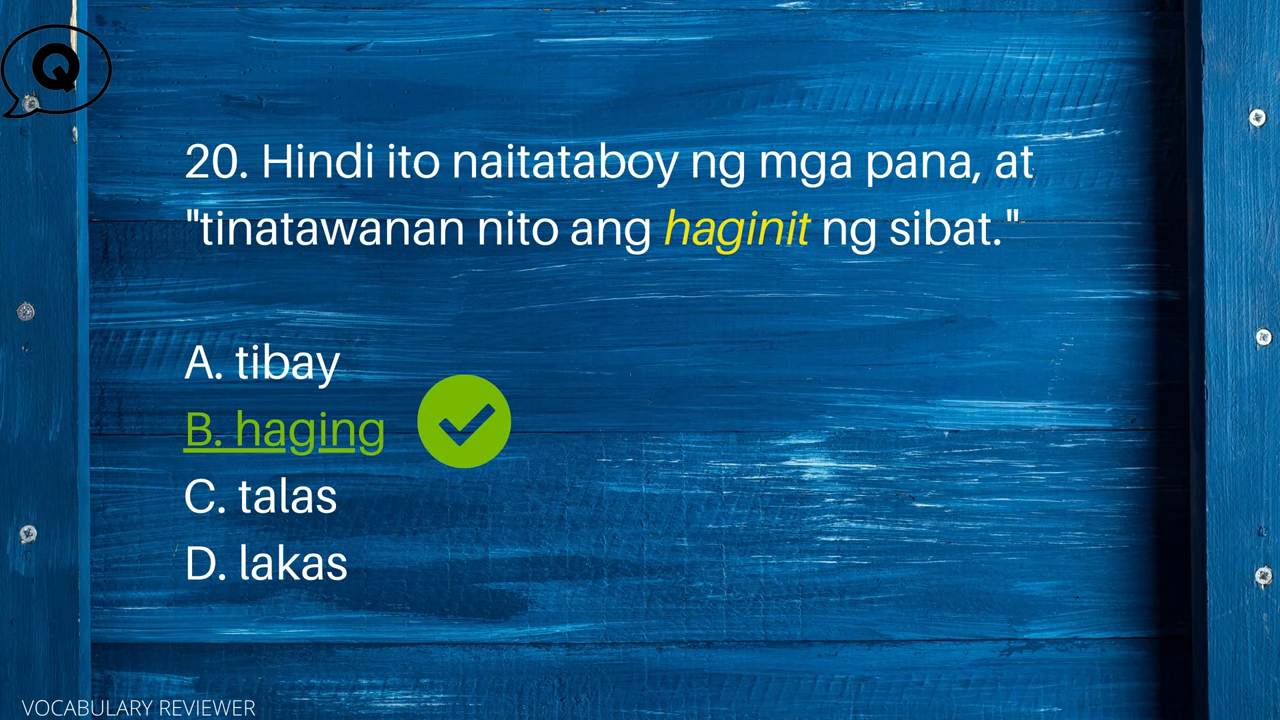 Q
20. Hindi ito naitataboy ng mga pana, at
"tinatawanan nito ang haginit ng sibat."
A. tibay
B. haging
C. talas
D. lakas
VOCABULARY REVIEWER